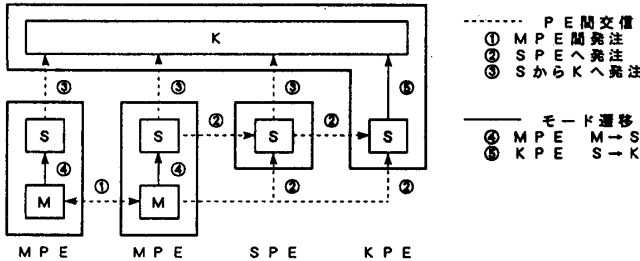 K
③ ③ ③ ⑤
S ② S ② S S
④ ④
M ① M ② ②
MPE MPE SPE KPE
PE間交信
① MPE間発注
② SPEへ発注
③ SからKへ発注
モード遷移
④ MPE M→S
⑤ KPE S→K